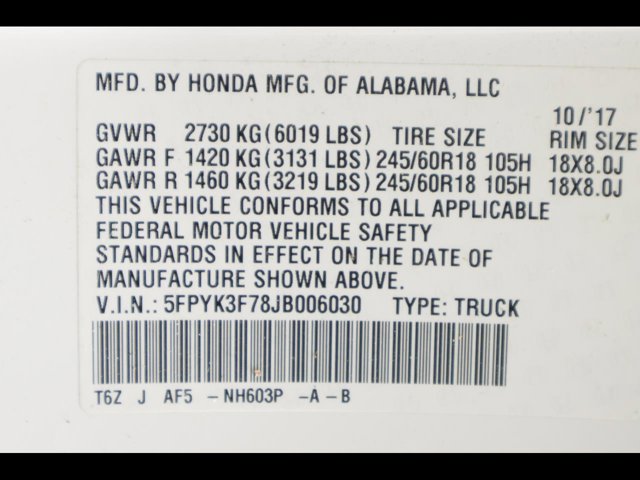 MFD. BY HONDA MFG. OF ALABAMA, LLC
10/'17
GVWR 2730 KG(6019 LBS) TIRE SIZE RIM SIZE
GAWR F 1420 KG(3131 LBS) 245/60R18 105H 18X8.0J
GAWR R 1460 KG(3219 LBS) 245/60R18 105H 18X8.0J
THIS VEHICLE CONFORMS TO ALL APPLICABLE
FEDERAL MOTOR VEHICLE SAFETY
STANDARDS IN EFFECT ON THE DATE OF
MANUFACTURE SHOWN ABOVE.
V.I.N.: 5FPYK3F78JB006030 TYPE: TRUCK
T6Z J AF5 -NH603P -A-B